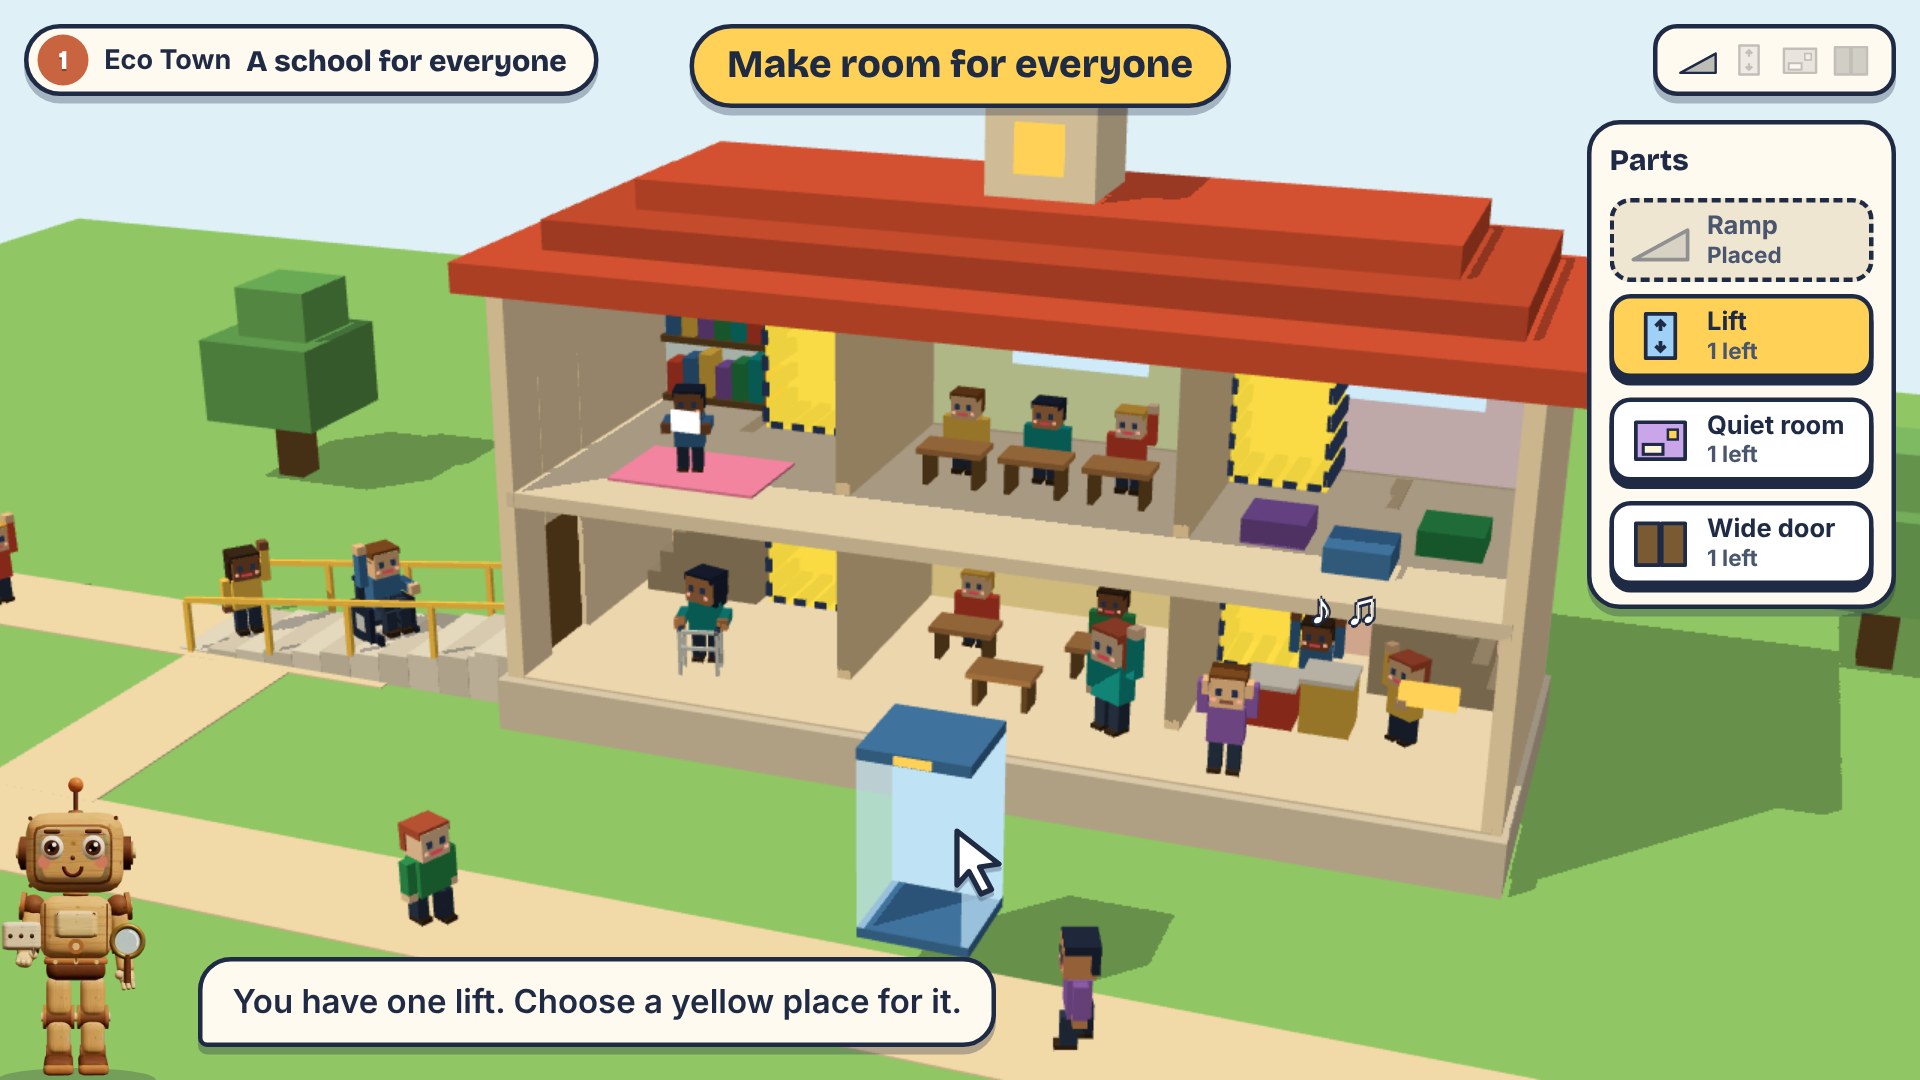 1 Eco Town A school for everyone
Make room for everyone
Parts
Ramp
Placed
Lift
1 left
Quiet room
1 left
Wide door
1 left
You have one lift. Choose a yellow place for it.